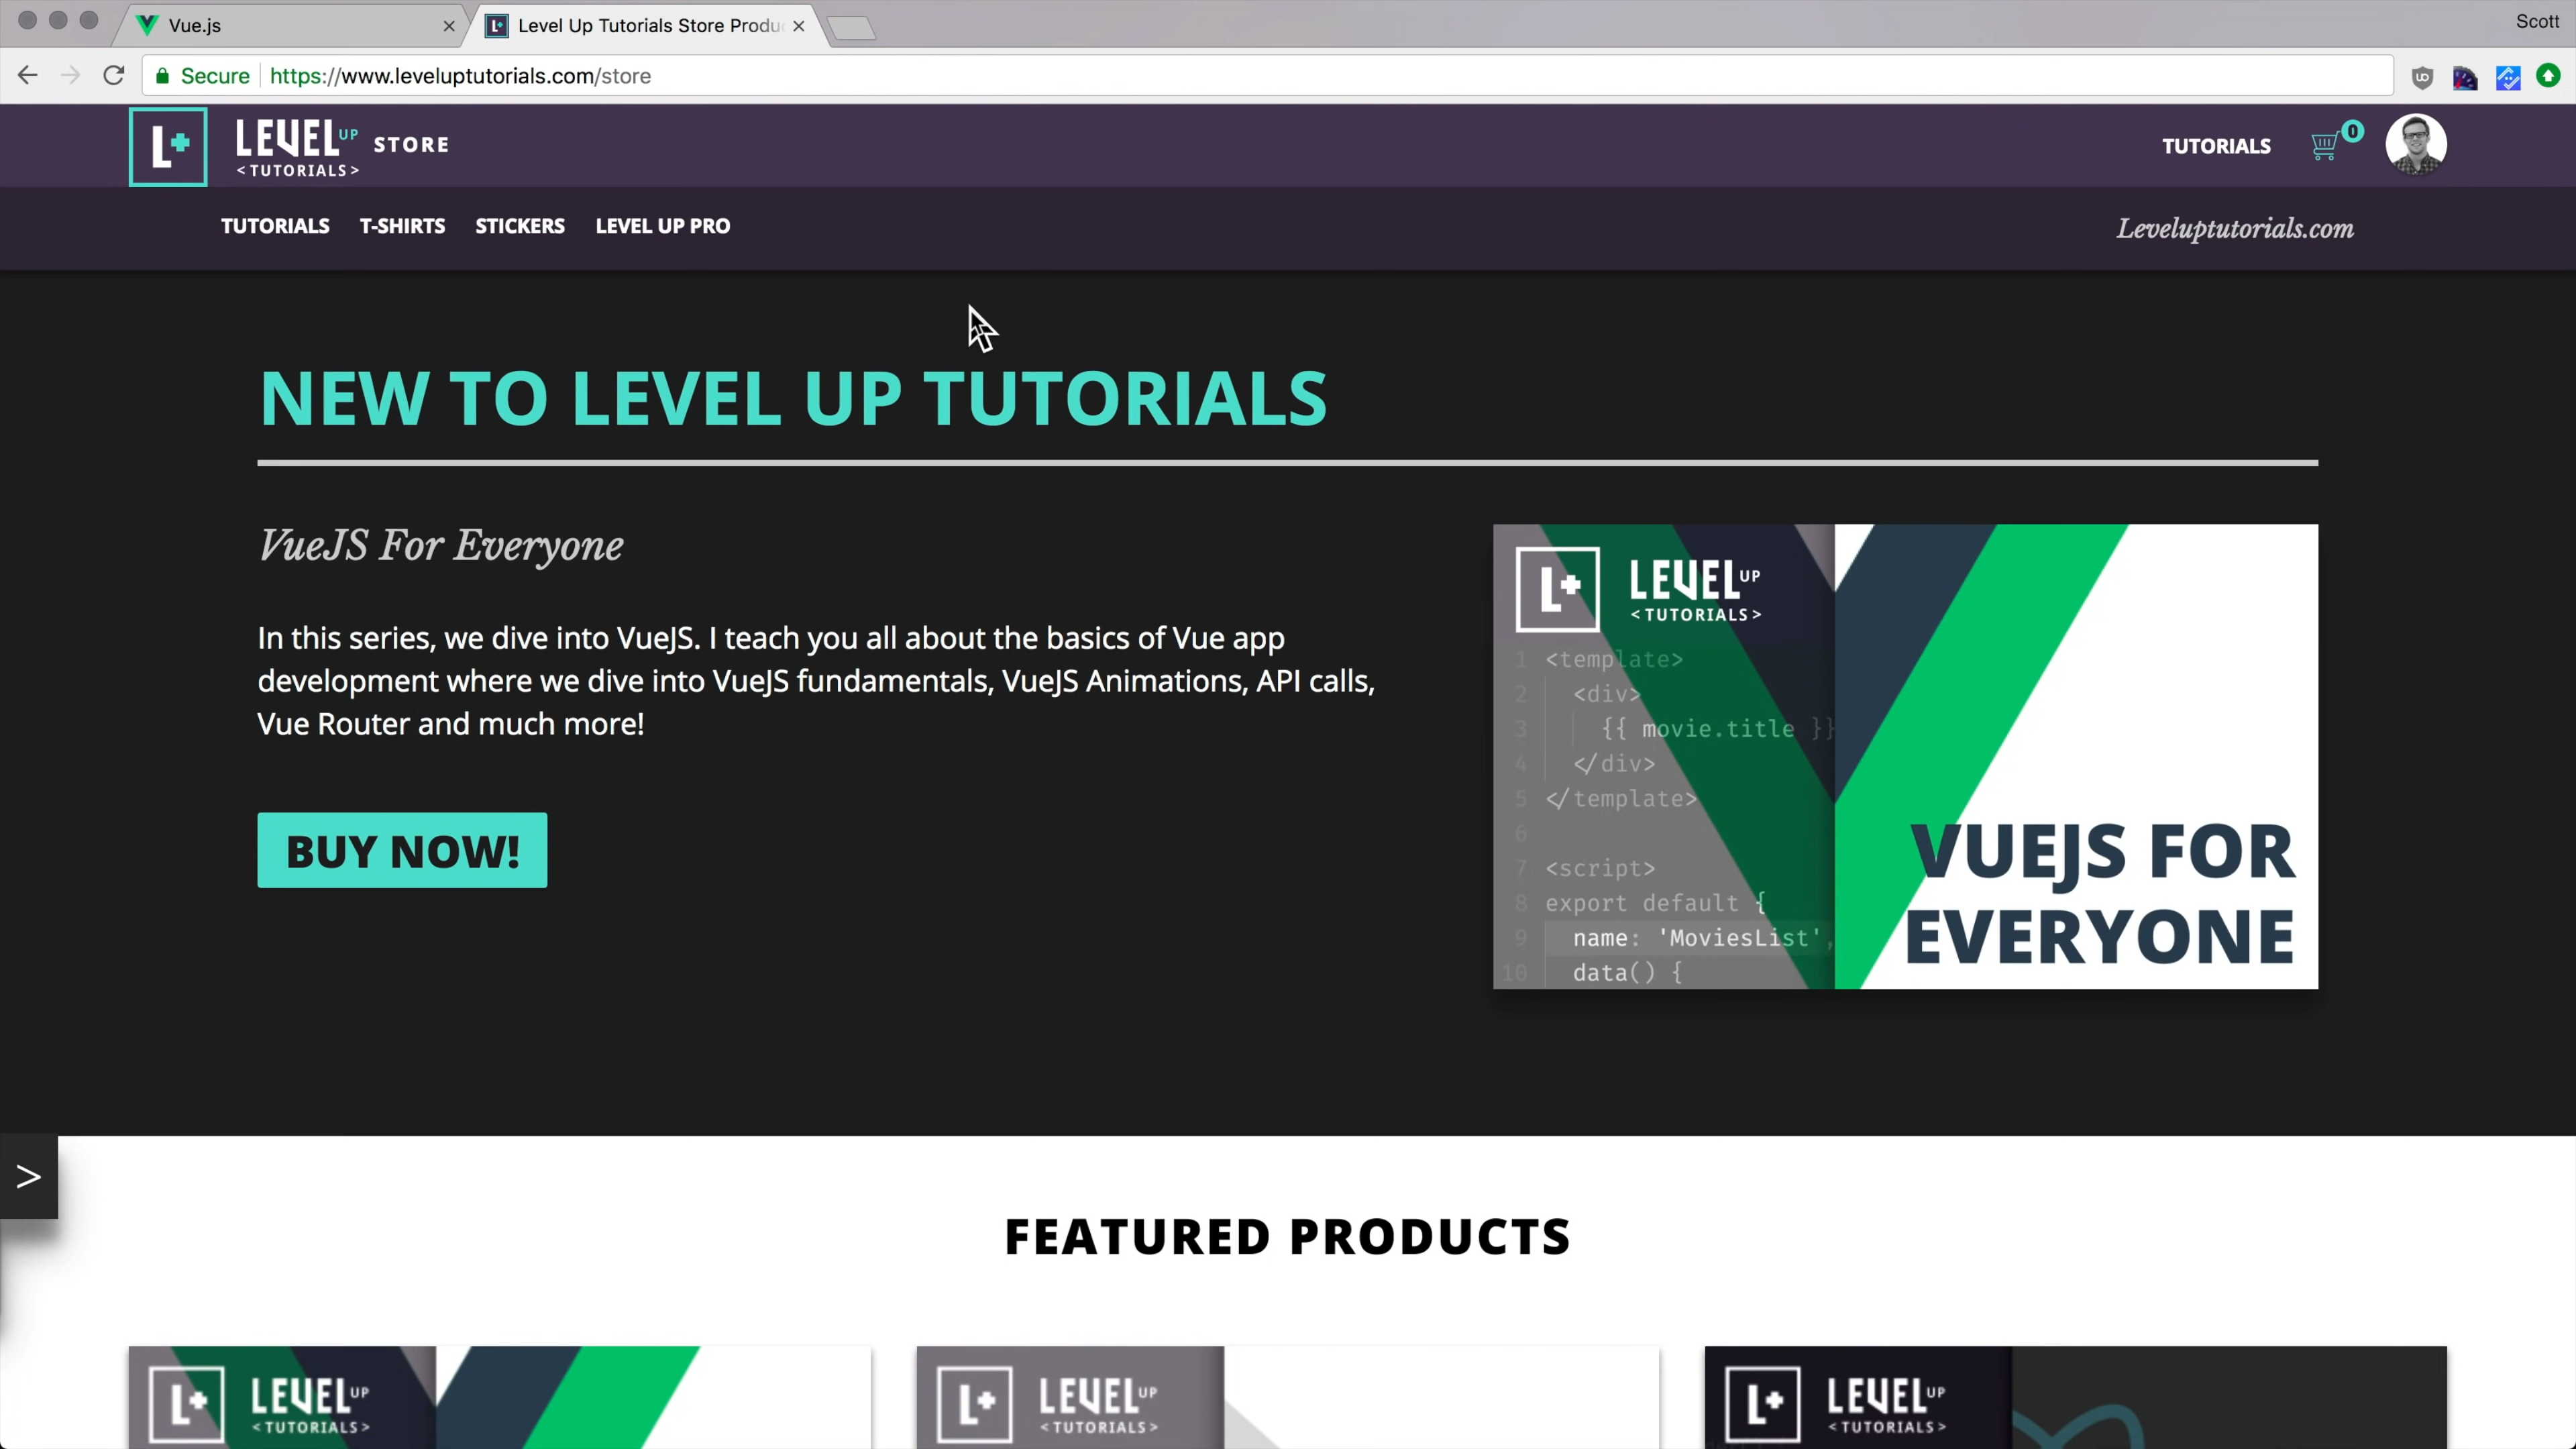 Vue.js
Level Up Tutorials Store Produ
Scott
Secure
https://www.leveluptutorials.com/store
L+
LEVEL UP
<TUTORIALS>
STORE
TUTORIALS
0
TUTORIALS
T-SHIRTS
STICKERS
LEVEL UP PRO
Leveluptutorials.com
NEW TO LEVEL UP TUTORIALS
VueJS For Everyone
In this series, we dive into VueJS. I teach you all about the basics of Vue app
development where we dive into VueJS fundamentals, VueJS Animations, API calls,
Vue Router and much more!
BUY NOW!
L+
LEVEL UP
<TUTORIALS>
1 <template>
2 <div>
3 {{ movie.title }}
4 </div>
5 </template>
6
7 <script>
8 export default {
9 name: 'MoviesList',
10 data() {
VUEJS FOR
EVERYONE
>
FEATURED PRODUCTS
L+
LEVEL UP
<TUTORIALS>
L+
LEVEL UP
<TUTORIALS>
L+
LEVEL UP
<TUTORIALS>